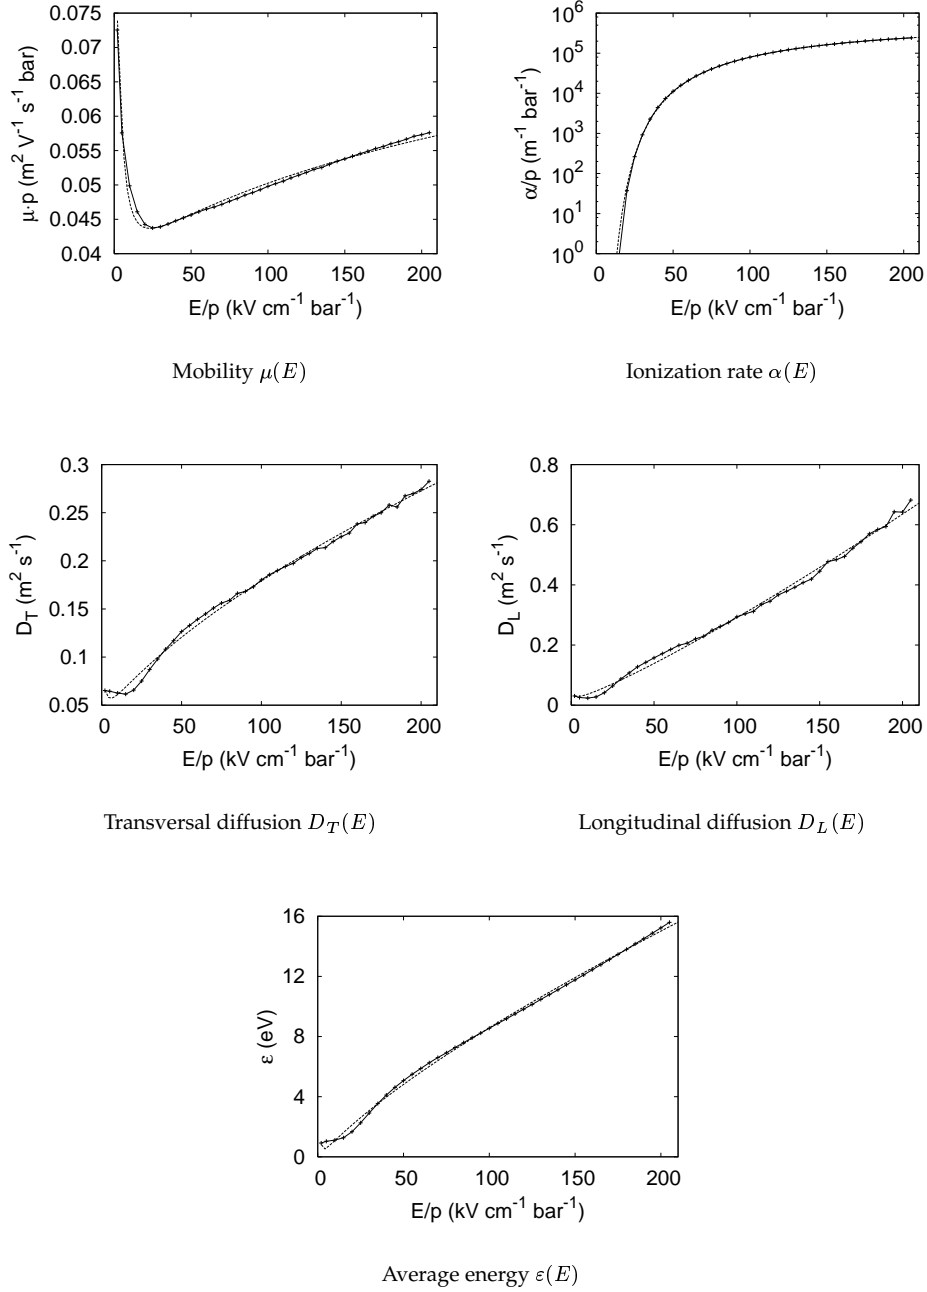 0.075
0.07
0.065
0.06
0.055
0.05
0.045
0.04
μ·p (m² V⁻¹ s⁻¹ bar)
0 50 100 150 200
E/p (kV cm⁻¹ bar⁻¹)
Mobility μ(E)
10⁶
10⁵
10⁴
10³
10²
10¹
10⁰
α/p (m⁻¹ bar⁻¹)
0 50 100 150 200
E/p (kV cm⁻¹ bar⁻¹)
Ionization rate α(E)
0.3
0.25
0.2
0.15
0.1
0.05
D_T (m² s⁻¹)
0 50 100 150 200
E/p (kV cm⁻¹ bar⁻¹)
Transversal diffusion D_T(E)
0.8
0.6
0.4
0.2
0
D_L (m² s⁻¹)
0 50 100 150 200
E/p (kV cm⁻¹ bar⁻¹)
Longitudinal diffusion D_L(E)
16
12
8
4
0
ε (eV)
0 50 100 150 200
E/p (kV cm⁻¹ bar⁻¹)
Average energy ε(E)